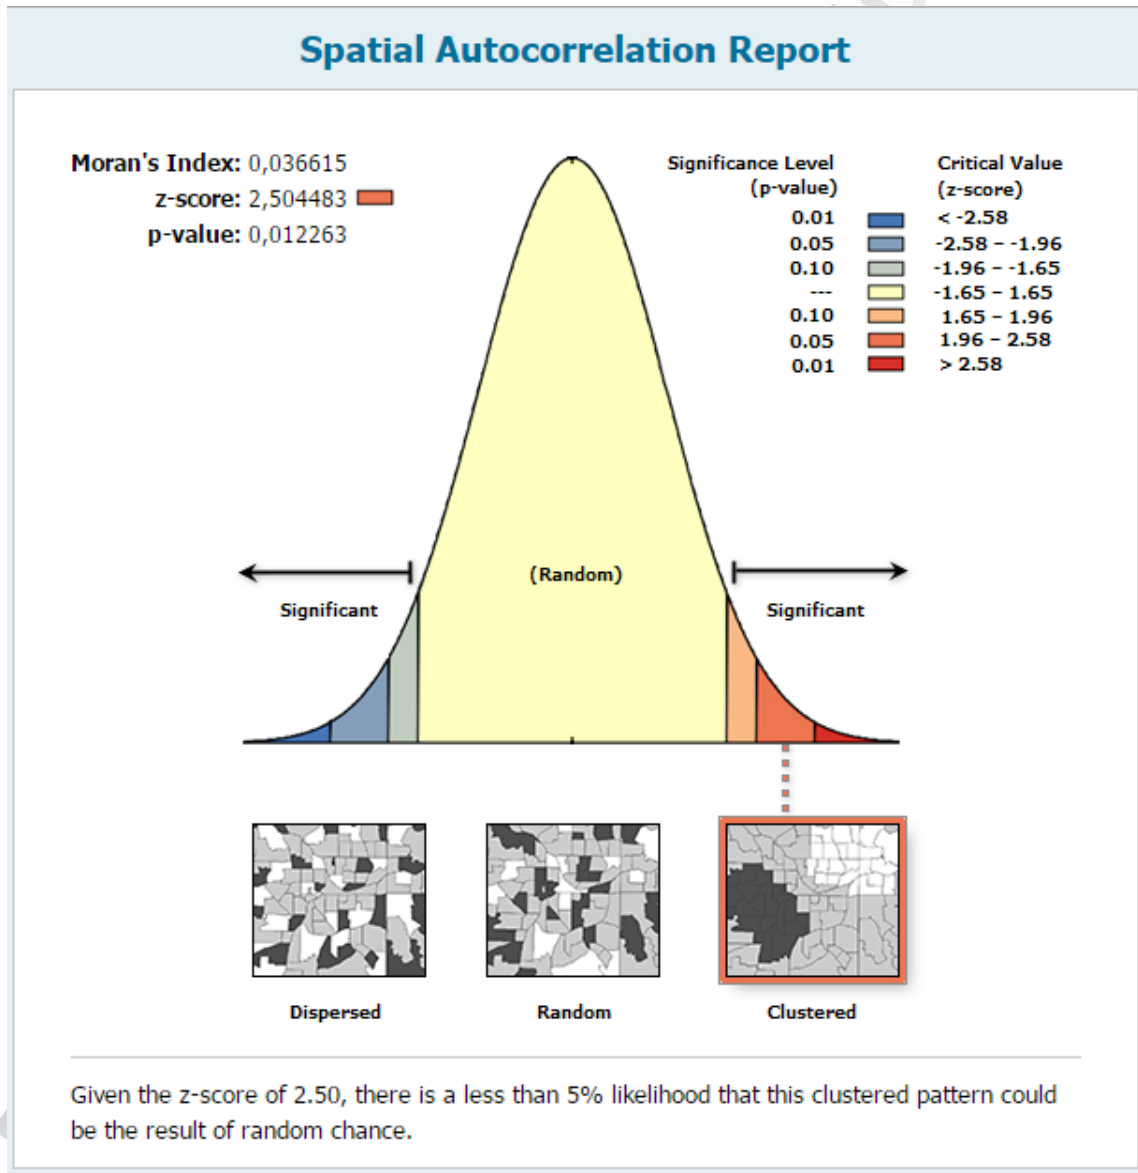 Spatial Autocorrelation Report
Moran's Index: 0,036615
z-score: 2,504483
p-value: 0,012263
Significance Level
(p-value)
Critical Value
(z-score)
0.01 < -2.58
0.05 -2.58 – -1.96
0.10 -1.96 – -1.65
--- -1.65 – 1.65
0.10 1.65 – 1.96
0.05 1.96 – 2.58
0.01 > 2.58
(Random)
Significant
Significant
Dispersed
Random
Clustered
Given the z-score of 2.50, there is a less than 5% likelihood that this clustered pattern could
be the result of random chance.